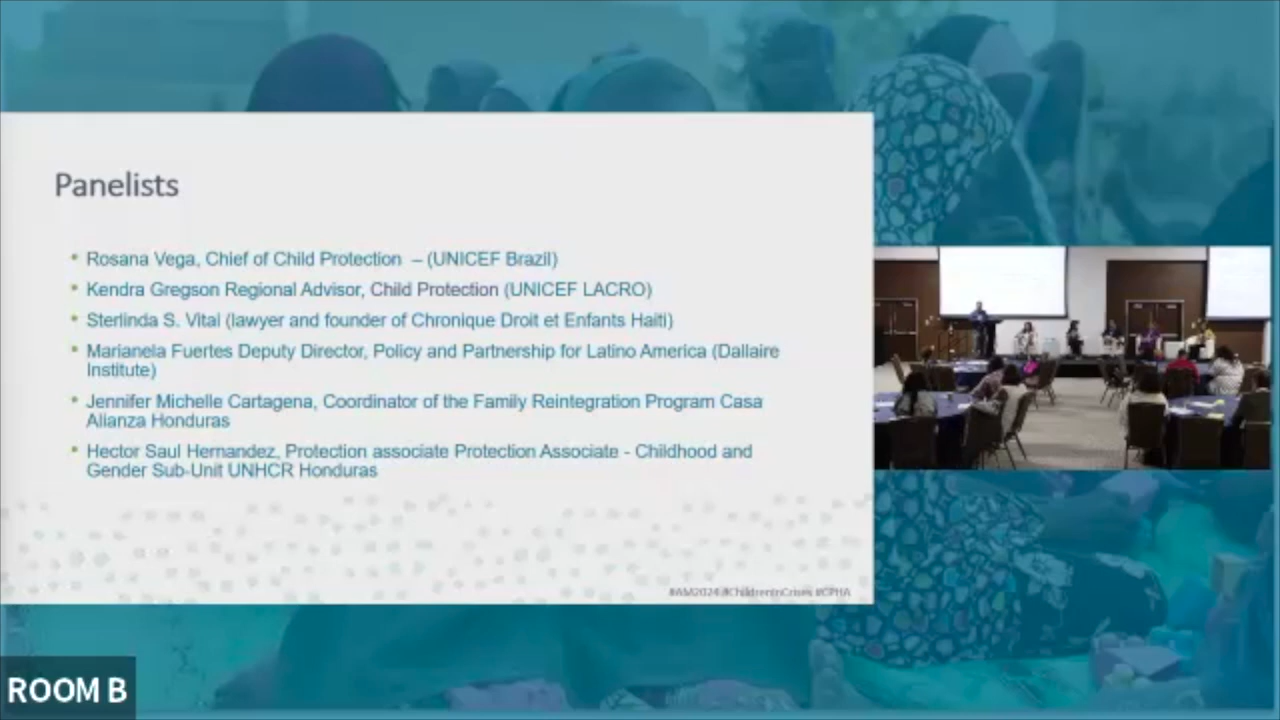 Panelists
Rosana Vega, Chief of Child Protection – (UNICEF Brazil)
Kendra Gregson Regional Advisor, Child Protection (UNICEF LACRO)
Sterlinda S. Vital (lawyer and founder of Chronique Droit et Enfants Haiti)
Marianela Fuertes Deputy Director, Policy and Partnership for Latino America (Dallaire
Institute)
Jennifer Michelle Cartagena, Coordinator of the Family Reintegration Program Casa
Alianza Honduras
Hector Saul Hernandez, Protection associate Protection Associate - Childhood and
Gender Sub-Unit UNHCR Honduras
#AM2024 #ChildrenInCrises #CPHA
ROOM B